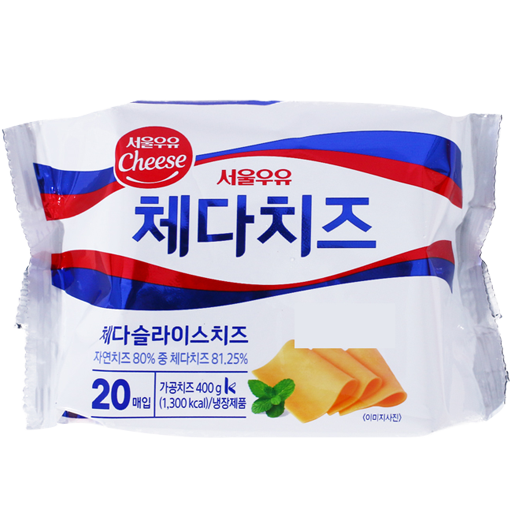 서울우유
Cheese
서울우유
체다치즈
체다슬라이스치즈
자연치즈 80% 중 체다치즈 81.25%
20매입
가공치즈 400g K
(1,300 kcal)/냉장제품
(이미지사진)